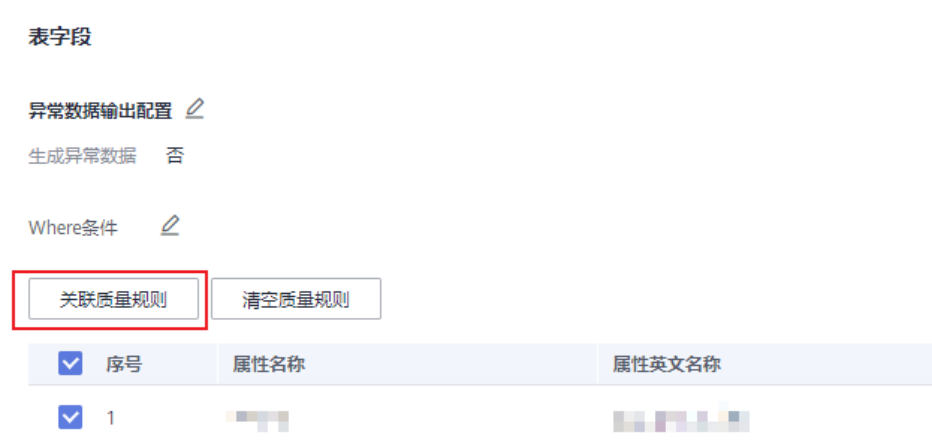 表字段
异常数据输出配置
生成异常数据 否
Where条件
关联质量规则 清空质量规则
序号 属性名称 属性英文名称
1